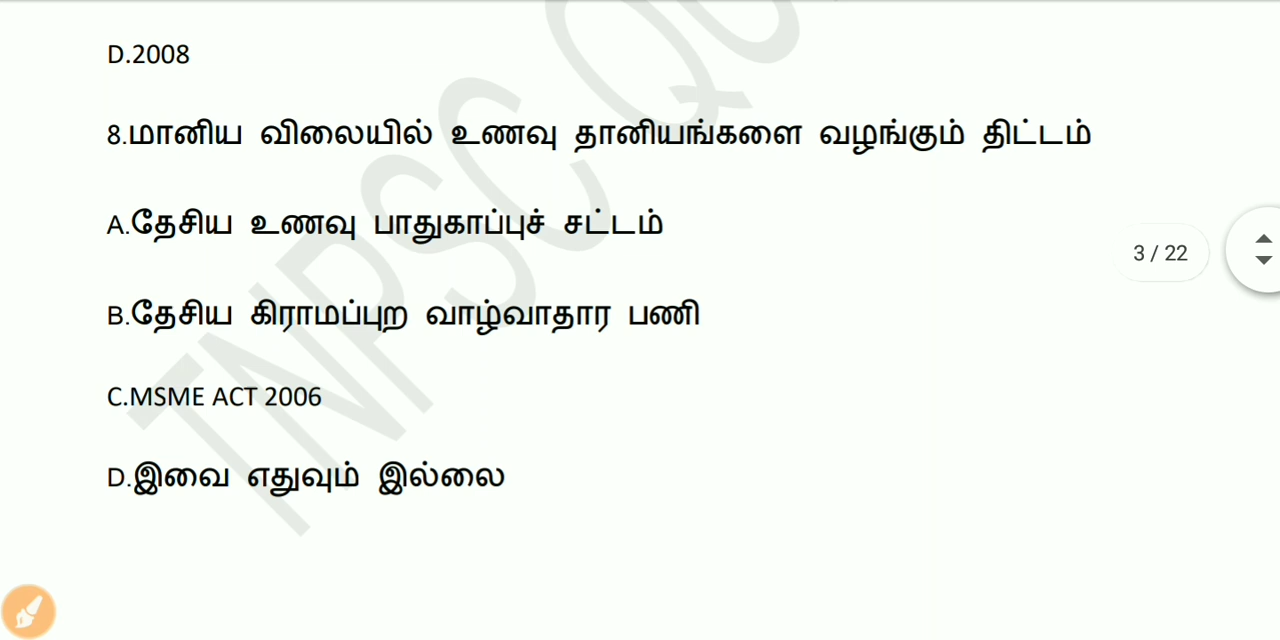 D.2008
8.மானிய விலையில் உணவு தானியங்களை வழங்கும் திட்டம்
A.தேசிய உணவு பாதுகாப்புச் சட்டம்
3 / 22
B.தேசிய கிராமப்புற வாழ்வாதார பணி
C.MSME ACT 2006
D.இவை எதுவும் இல்லை
TNPSC